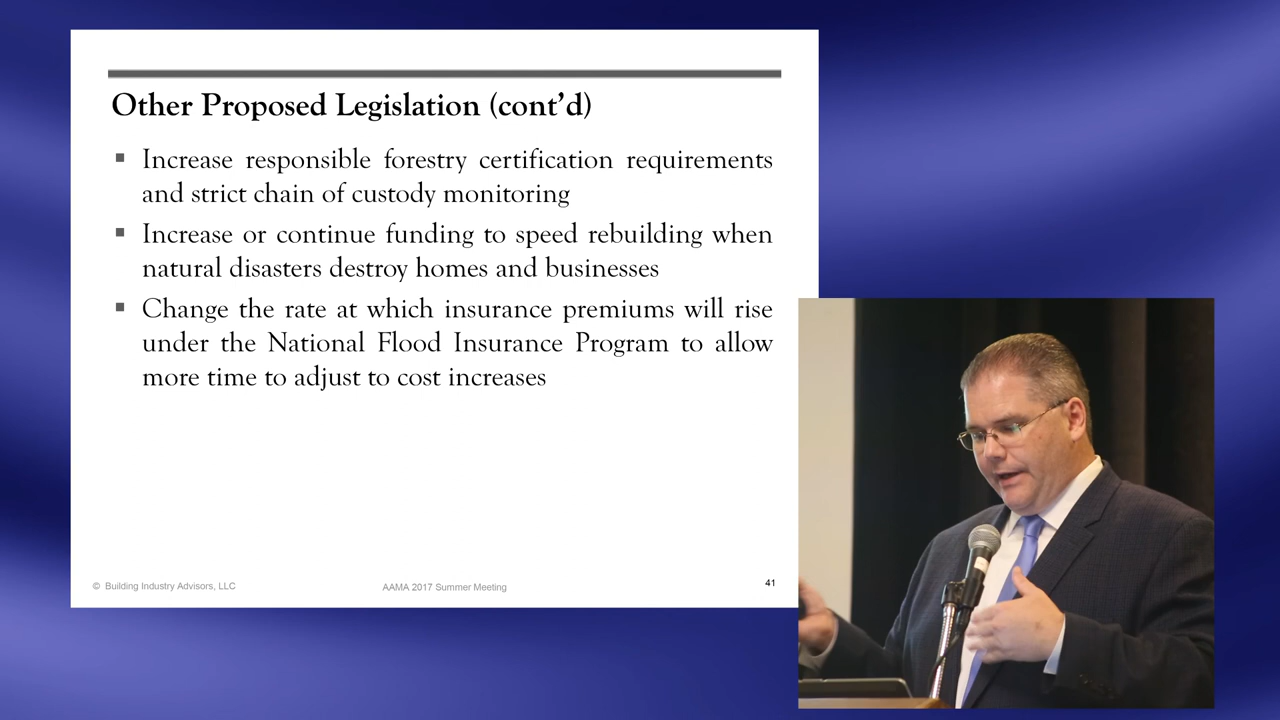 Other Proposed Legislation (cont’d)
▪ Increase responsible forestry certification requirements
and strict chain of custody monitoring
▪ Increase or continue funding to speed rebuilding when
natural disasters destroy homes and businesses
▪ Change the rate at which insurance premiums will rise
under the National Flood Insurance Program to allow
more time to adjust to cost increases
© Building Industry Advisors, LLC
AAMA 2017 Summer Meeting
41